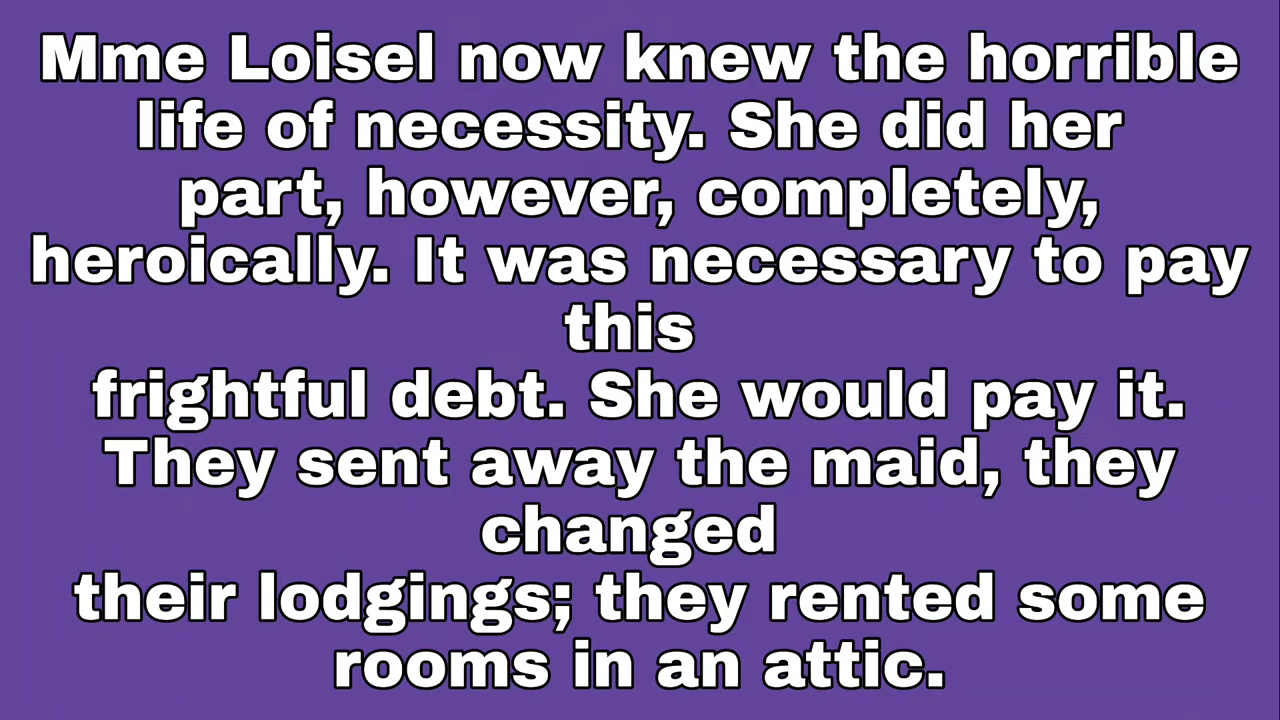 Mme Loisel now knew the horrible
life of necessity. She did her
part, however, completely,
heroically. It was necessary to pay
this
frightful debt. She would pay it.
They sent away the maid, they
changed
their lodgings; they rented some
rooms in an attic.